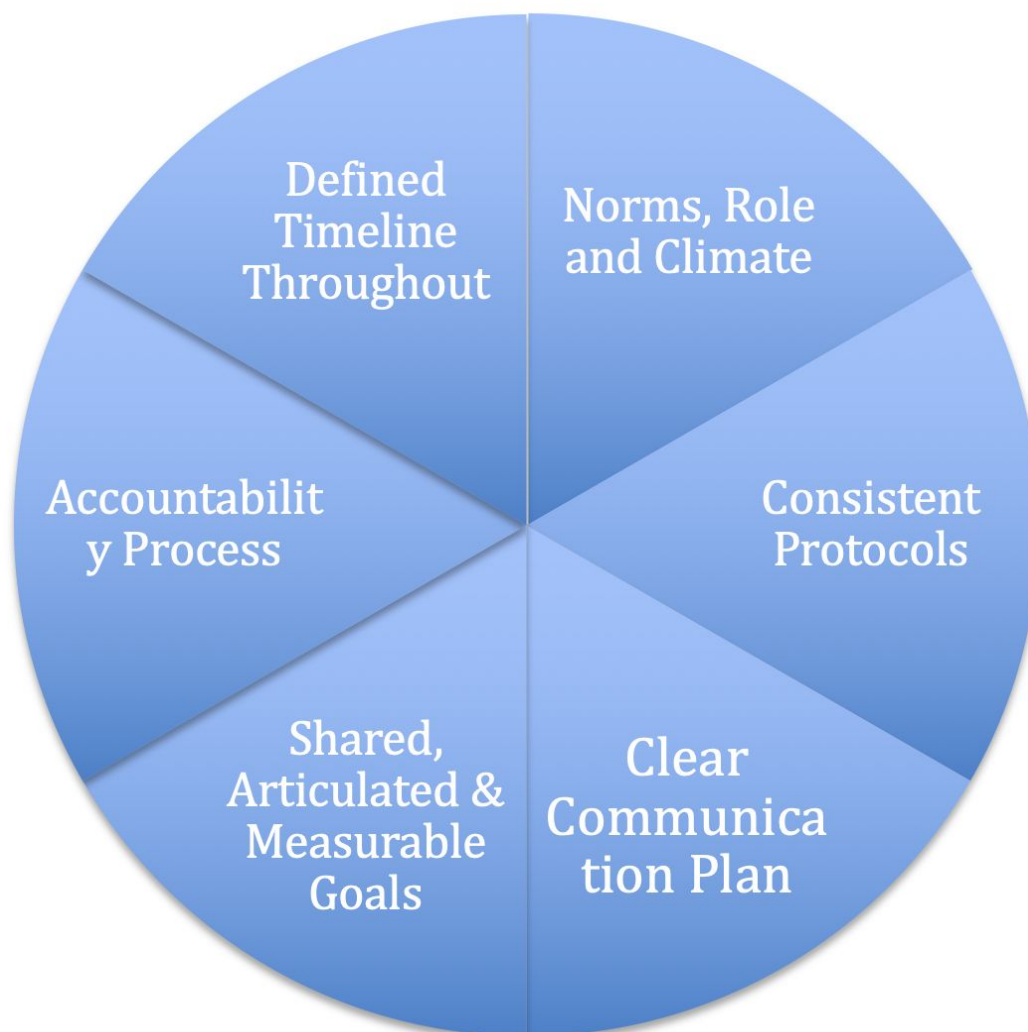 Defined
Timeline
Throughout
Norms, Role
and Climate
Accountabilit
y Process
Consistent
Protocols
Shared,
Articulated &
Measurable
Goals
Clear
Communica
tion Plan